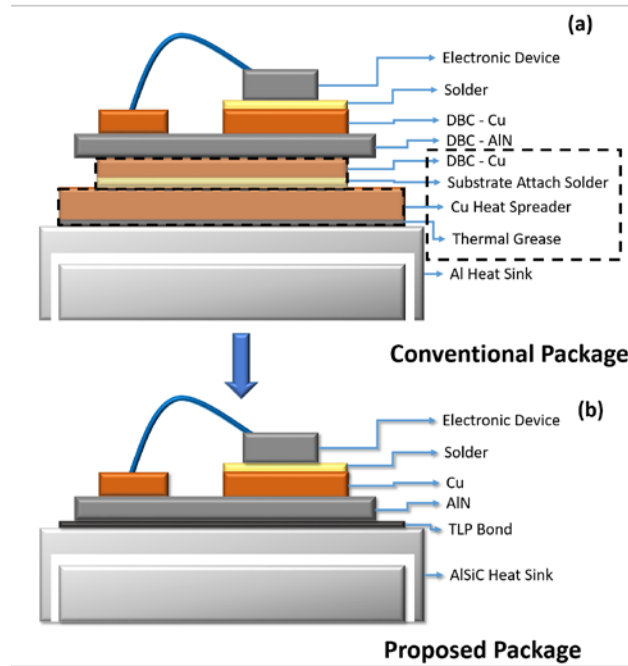 (a)
Electronic Device
Solder
DBC - Cu
DBC - AlN
DBC - Cu
Substrate Attach Solder
Cu Heat Spreader
Thermal Grease
Al Heat Sink
Conventional Package
(b)
Electronic Device
Solder
Cu
AlN
TLP Bond
AlSiC Heat Sink
Proposed Package